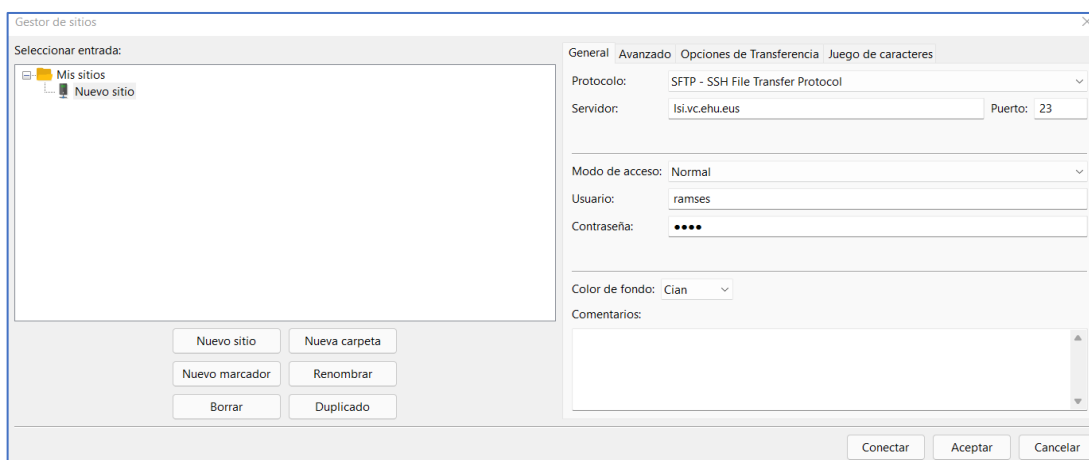 Gestor de sitios
Seleccionar entrada:
Mis sitios
Nuevo sitio
Nuevo sitio Nueva carpeta
Nuevo marcador Renombrar
Borrar Duplicado
General Avanzado Opciones de Transferencia Juego de caracteres
Protocolo: SFTP - SSH File Transfer Protocol
Servidor: lsi.vc.ehu.eus Puerto: 23
Modo de acceso: Normal
Usuario: ramses
Contraseña: ••••
Color de fondo: Cian
Comentarios:
Conectar Aceptar Cancelar